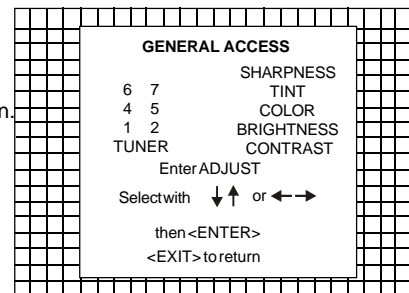 GENERAL ACCESS
SHARPNESS
6 7 TINT
n. 4 5 COLOR
1 2 BRIGHTNESS
TUNER CONTRAST
Enter ADJUST
Select with ↓↑ or ←→
then <ENTER>
<EXIT> to return